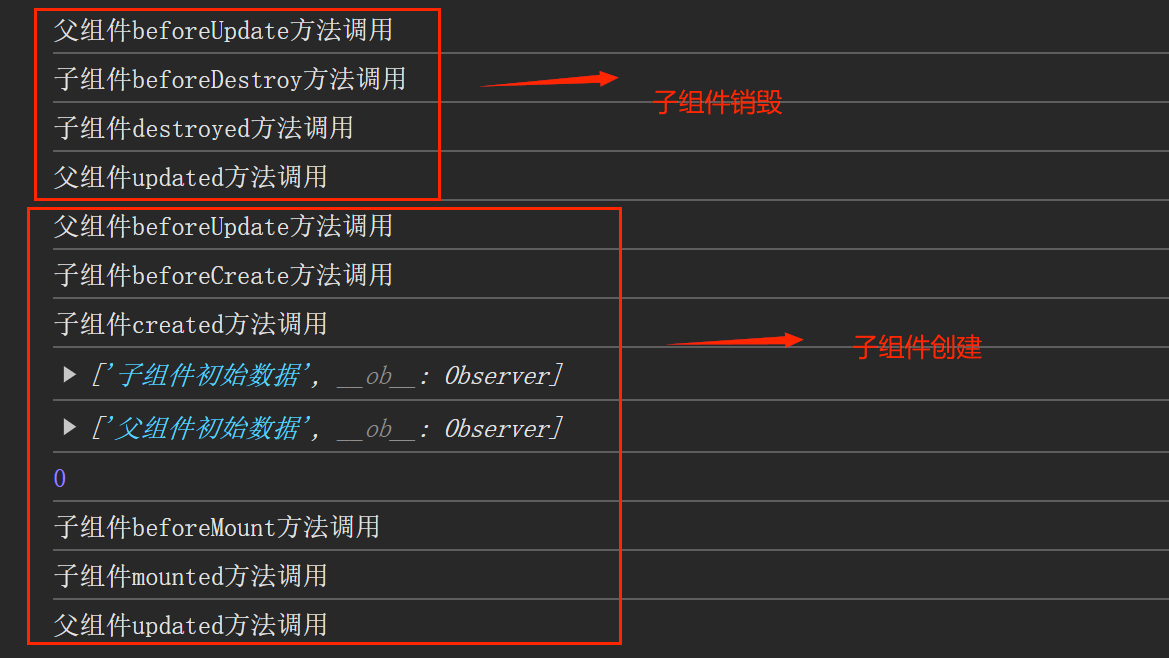 父组件beforeUpdate方法调用
子组件beforeDestroy方法调用
子组件销毁
子组件destroyed方法调用
父组件updated方法调用
父组件beforeUpdate方法调用
子组件beforeCreate方法调用
子组件created方法调用
子组件创建
▶ ['子组件初始数据', __ob__: Observer]
▶ ['父组件初始数据', __ob__: Observer]
0
子组件beforeMount方法调用
子组件mounted方法调用
父组件updated方法调用